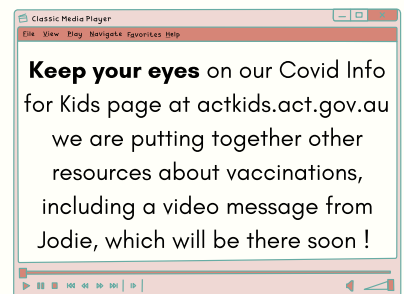 Classic Media Player
File View Play Navigate Favorites Help
Keep your eyes on our Covid Info
for Kids page at actkids.act.gov.au
we are putting together other
resources about vaccinations,
including a video message from
Jodie, which will be there soon !